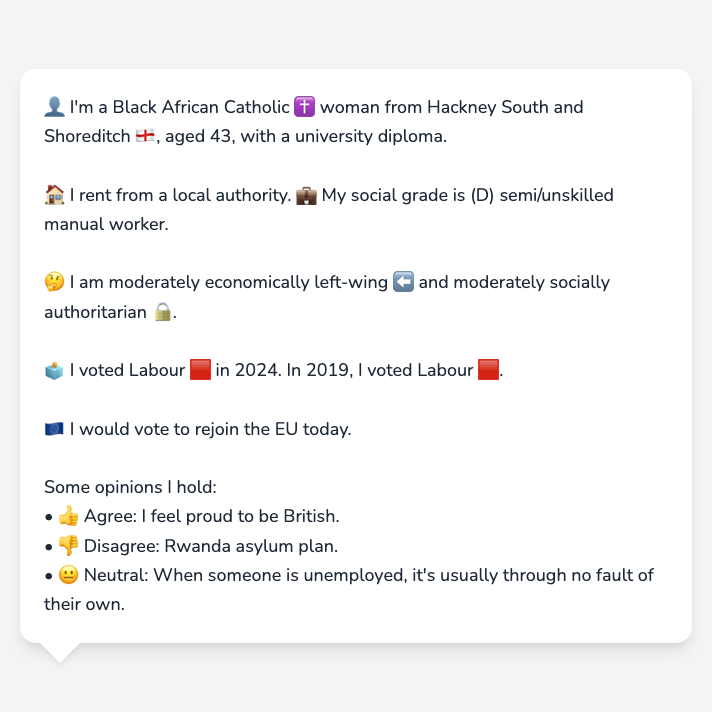 👤 I'm a Black African Catholic ✝️ woman from Hackney South and
Shoreditch 🏴󠁧󠁢󠁥󠁮󠁧󠁿, aged 43, with a university diploma.
🏠 I rent from a local authority. 💼 My social grade is (D) semi/unskilled
manual worker.
🤔 I am moderately economically left-wing ⬅️ and moderately socially
authoritarian 🔒.
🗳️ I voted Labour 🟥 in 2024. In 2019, I voted Labour 🟥.
🇪🇺 I would vote to rejoin the EU today.
Some opinions I hold:
• 👍 Agree: I feel proud to be British.
• 👎 Disagree: Rwanda asylum plan.
• 😐 Neutral: When someone is unemployed, it's usually through no fault of
their own.